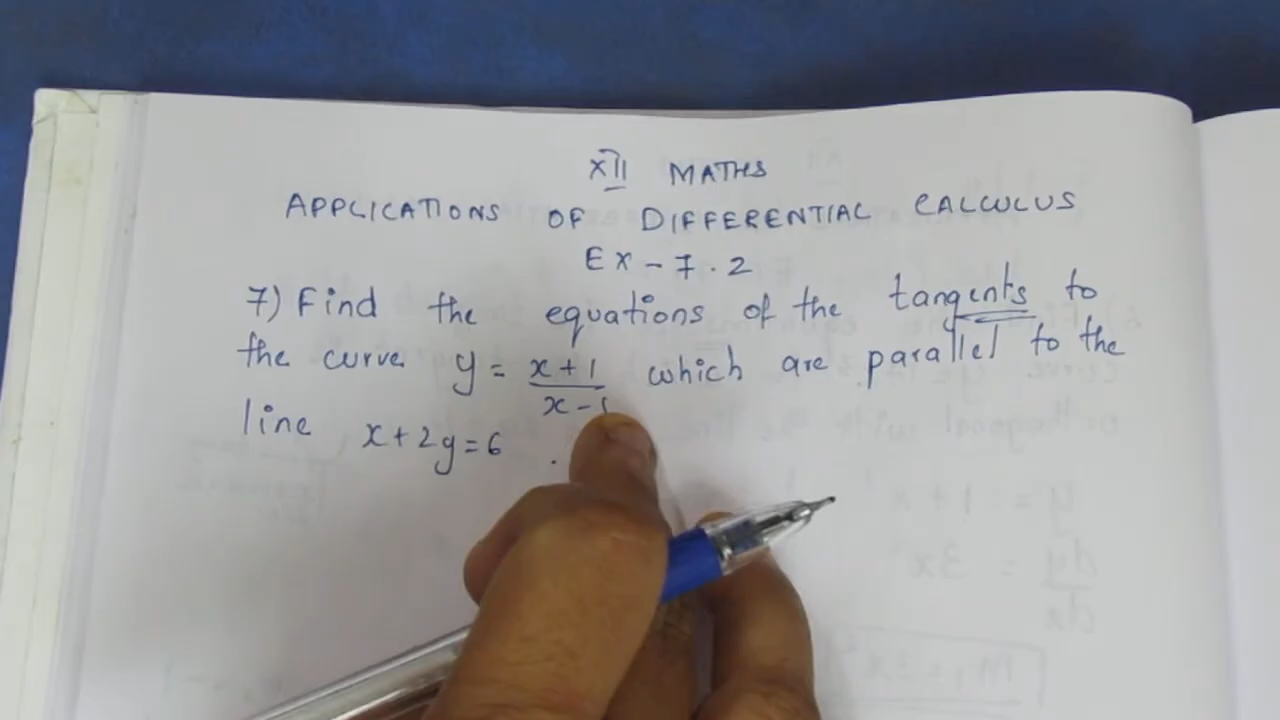 XII MATHS
APPLICATIONS OF DIFFERENTIAL CALCULUS
EX - 7.2
7) Find the equations of the tangents to
the curve y = x+1/x-1 which are parallel to the
line x+2y=6.